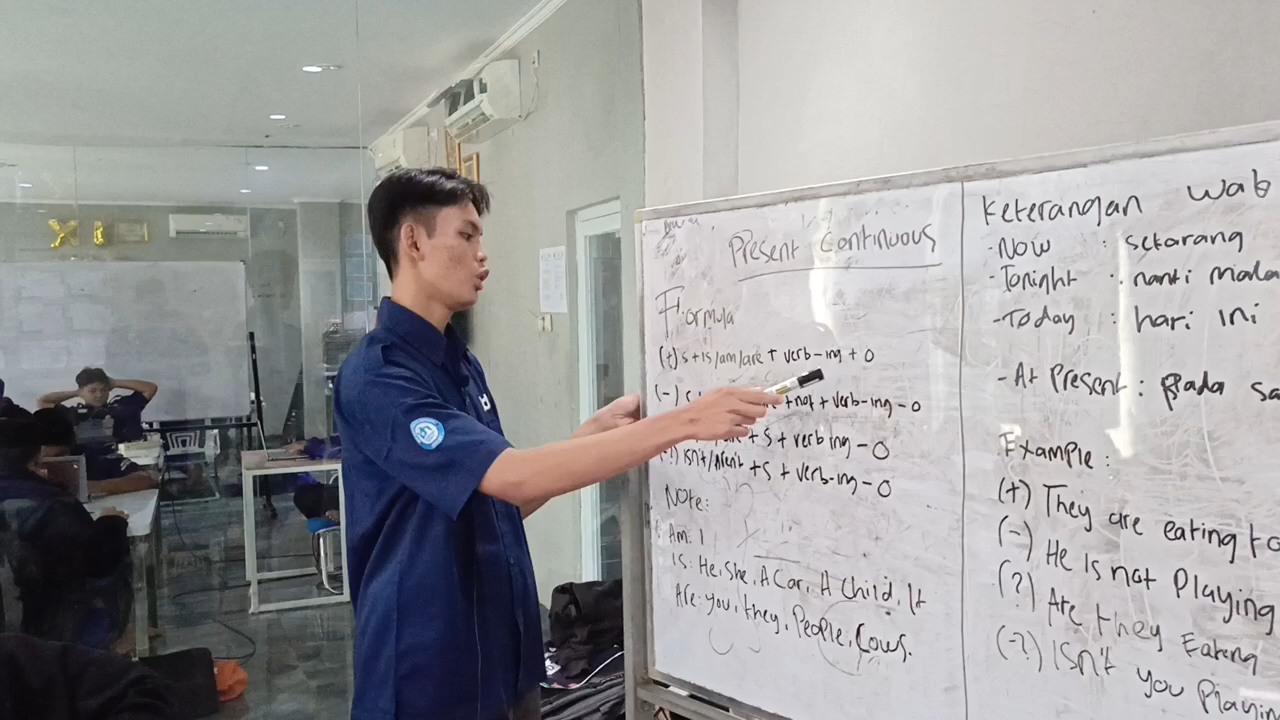 XI
Present Continuous
Formula
(+) S + is/am/are + verb-ing + O
(-) S + not + verb-ing - O
+ S + verb ing - O
isn't/Aren't + S + verb-ing - O
Note:
Am: I
Is: He, She, A Car, A Child, It
Are: you, they, People, Cows.
Keterangan wak
- Now : sekarang
- Tonight : nanti mala
- Today : hari ini
- At Present : pada sa
Example:
(+) They are eating
(-) He is not Playing
(?) Are they Eating
(-?) Isn't you Playin